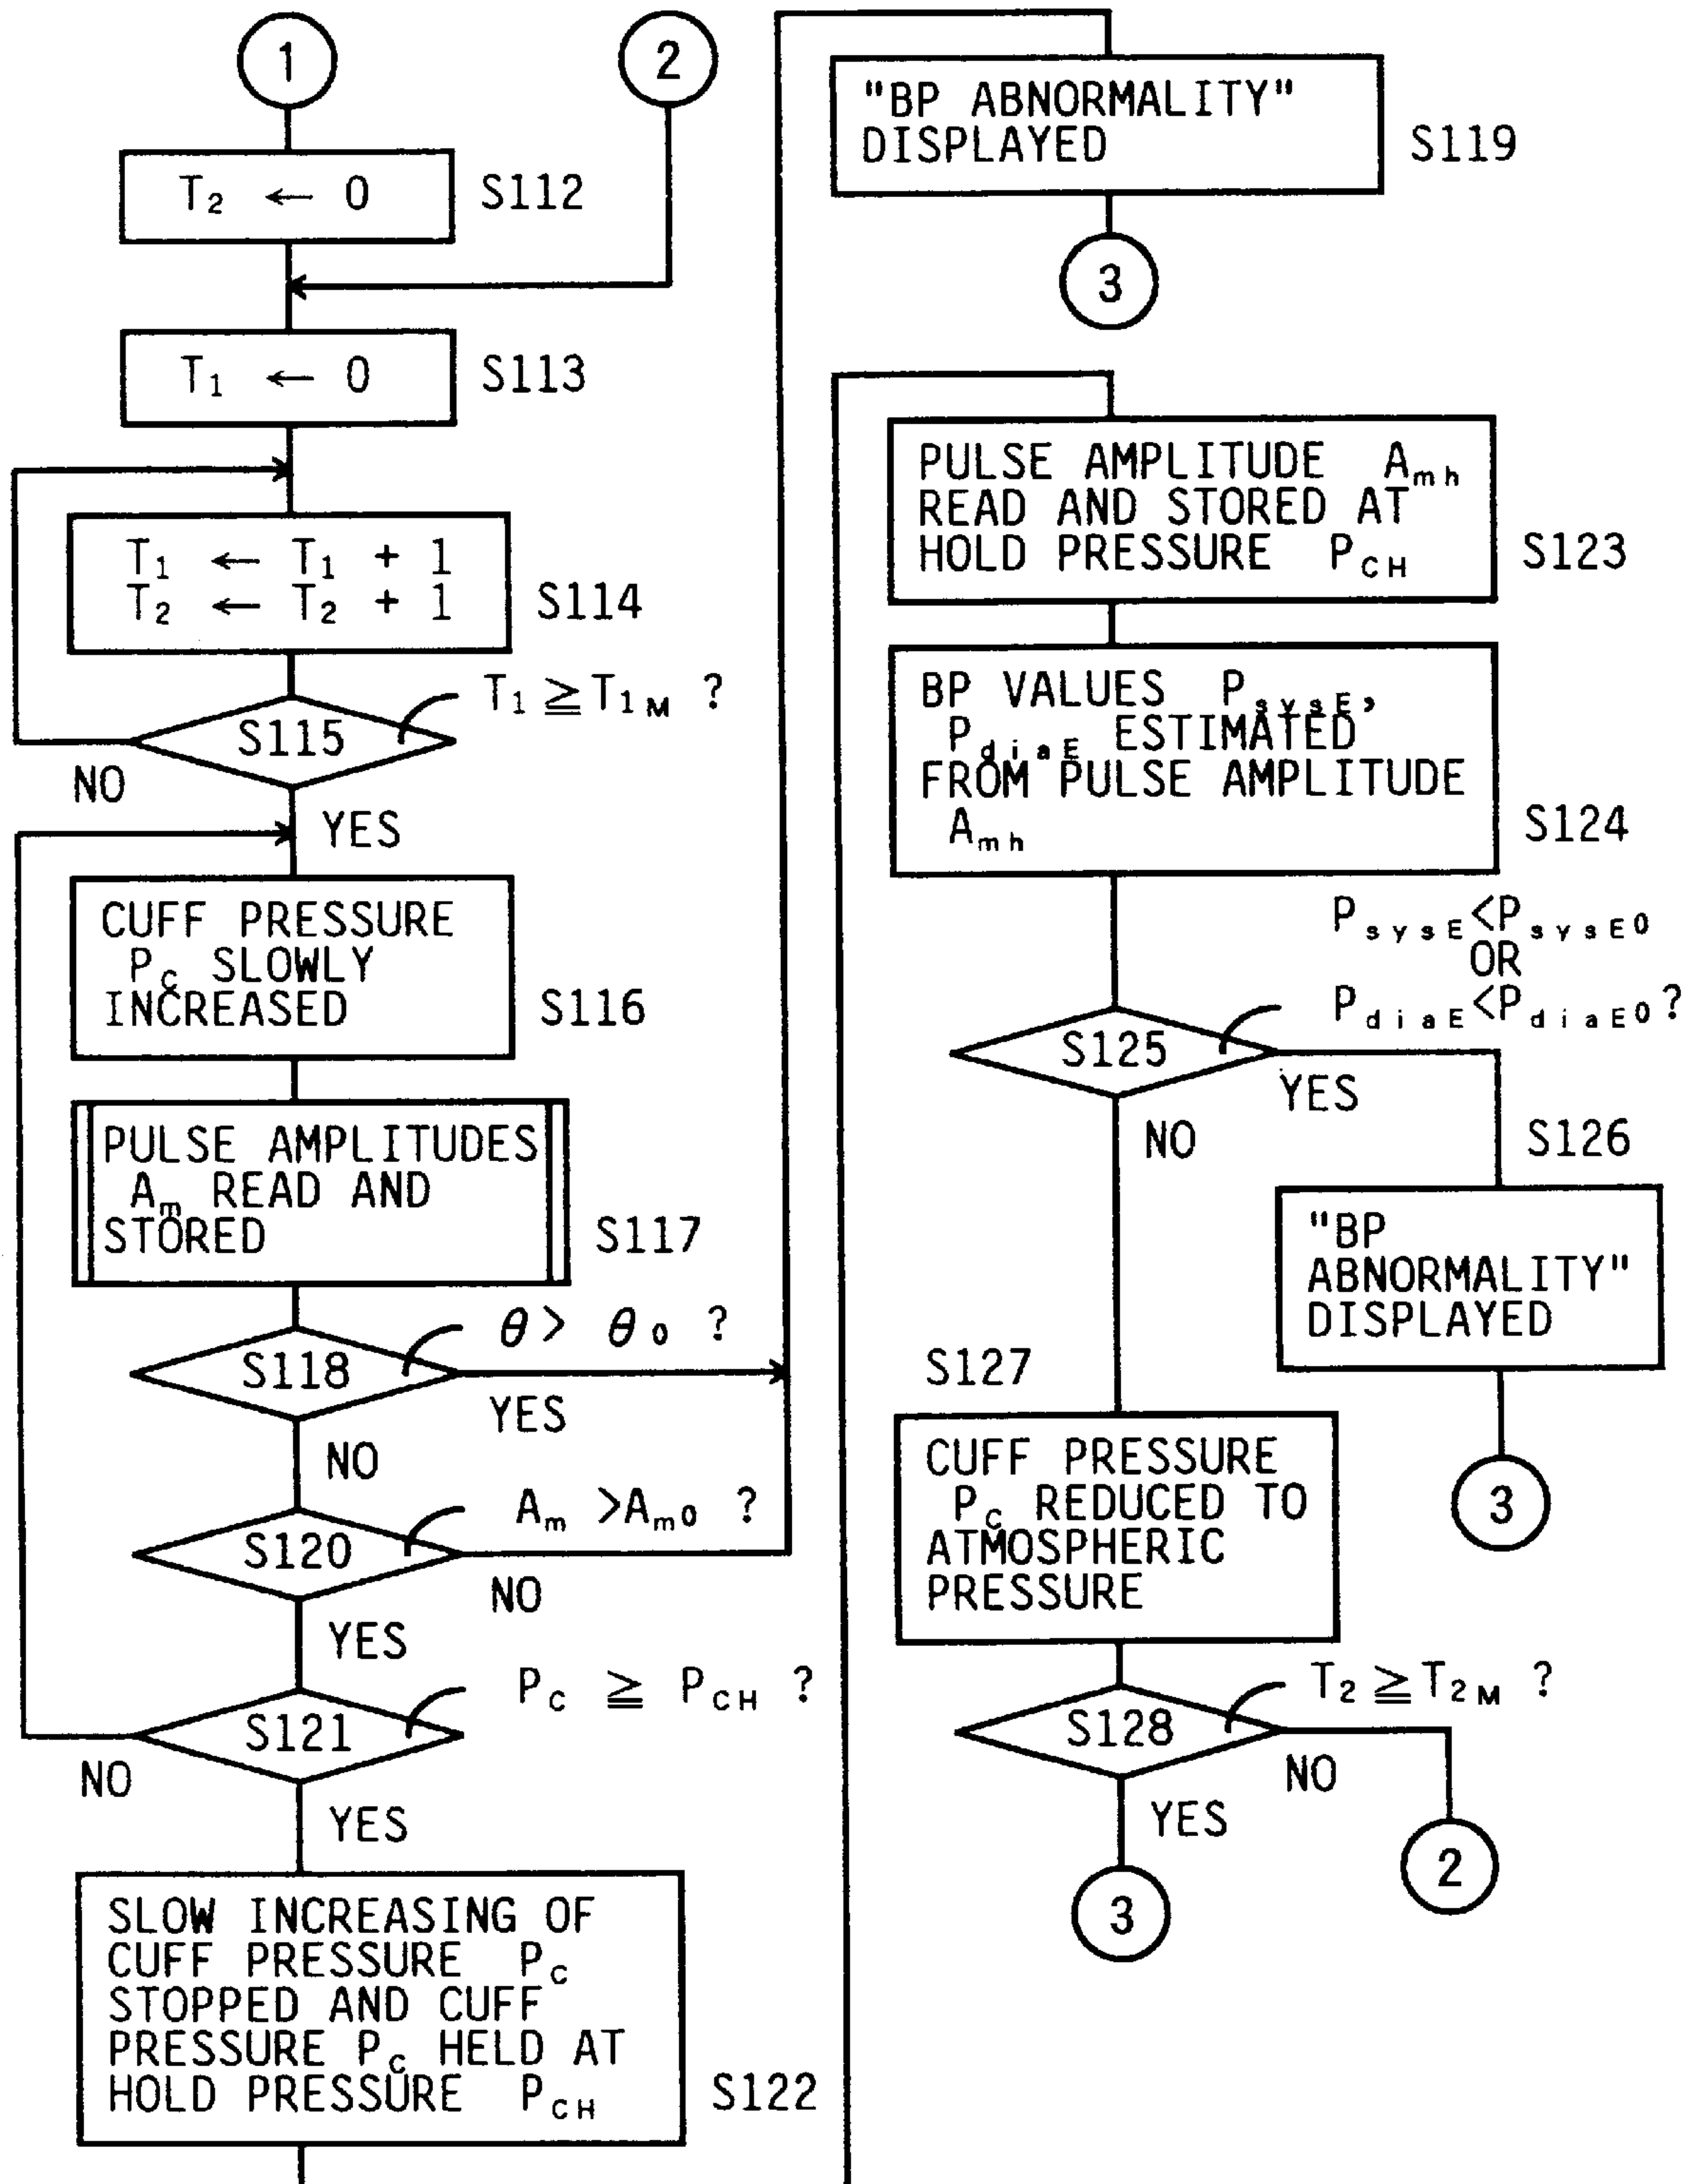 1
T₂ ← 0
S112
2
T₁ ← 0
S113
T₁ ← T₁ + 1
T₂ ← T₂ + 1
S114
T₁ ≧ T₁M ?
S115
NO
YES
CUFF PRESSURE
Pc SLOWLY
INCREASED
S116
PULSE AMPLITUDES
Am READ AND
STORED
S117
θ > θ₀ ?
S118
YES
NO
Am >Am0 ?
S120
NO
YES
Pc ≧ PCH ?
S121
NO
YES
SLOW INCREASING OF
CUFF PRESSURE Pc
STOPPED AND CUFF
PRESSURE Pc HELD AT
HOLD PRESSURE PCH
S122
"BP ABNORMALITY"
DISPLAYED
S119
3
PULSE AMPLITUDE Amh
READ AND STORED AT
HOLD PRESSURE PCH
S123
BP VALUES PsysE,
PdiaE ESTIMATED
FROM PULSE AMPLITUDE
Amh
S124
PsysE<PsysE0
OR
PdiaE<PdiaE0?
S125
YES
NO
S126
"BP
ABNORMALITY"
DISPLAYED
3
S127
CUFF PRESSURE
Pc REDUCED TO
ATMOSPHERIC
PRESSURE
T₂ ≧ T₂M ?
S128
NO
YES
2
3